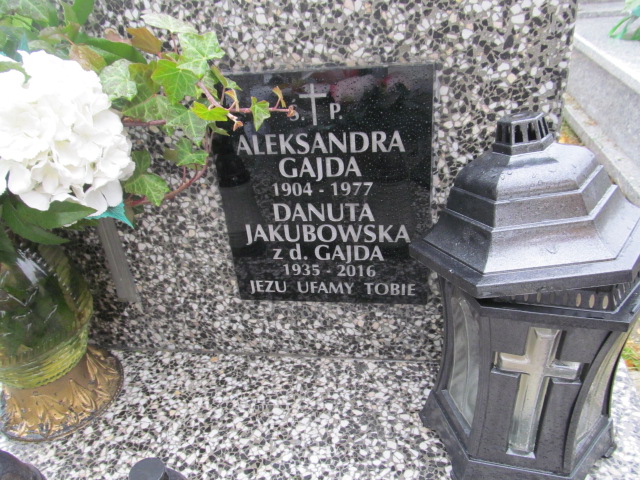 Ś. P.
ALEKSANDRA
GAJDA
1904 - 1977
DANUTA
JAKUBOWSKA
z d. GAJDA
1935 - 2016
JEZU UFAMY TOBIE